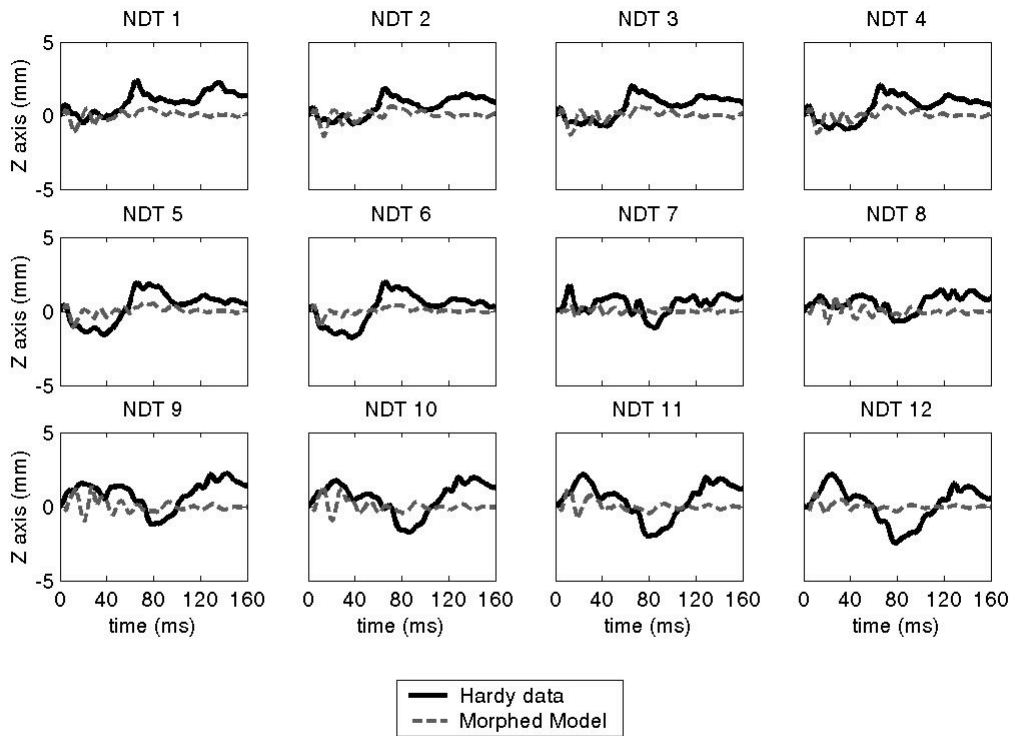 NDT 1 NDT 2 NDT 3 NDT 4
5
Z axis (mm)
0
-5
NDT 5 NDT 6 NDT 7 NDT 8
5
Z axis (mm)
0
-5
NDT 9 NDT 10 NDT 11 NDT 12
5
Z axis (mm)
0
-5
0 40 80 120 160 0 40 80 120 160 0 40 80 120 160 0 40 80 120 160
time (ms) time (ms) time (ms) time (ms)
Hardy data
Morphed Model